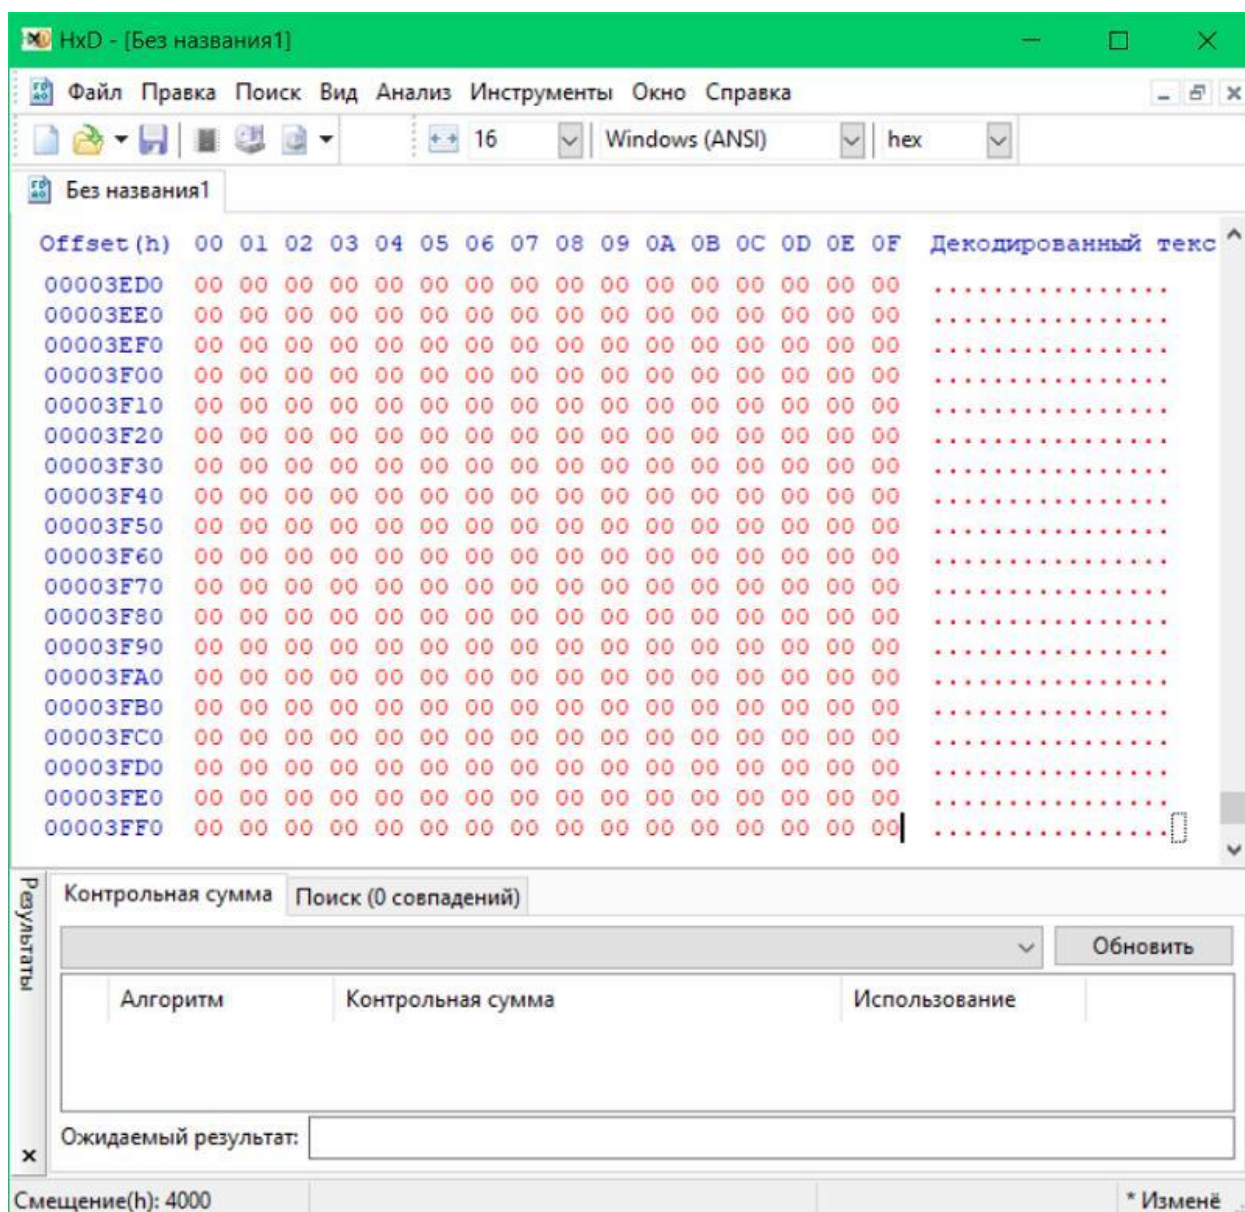 HxD - [Без названия1]
Файл Правка Поиск Вид Анализ Инструменты Окно Справка
16 Windows (ANSI) hex
Без названия1
Offset(h) 00 01 02 03 04 05 06 07 08 09 0A 0B 0C 0D 0E 0F Декодированный текс
00003ED0 00 00 00 00 00 00 00 00 00 00 00 00 00 00 00 00 ................
00003EE0 00 00 00 00 00 00 00 00 00 00 00 00 00 00 00 00 ................
00003EF0 00 00 00 00 00 00 00 00 00 00 00 00 00 00 00 00 ................
00003F00 00 00 00 00 00 00 00 00 00 00 00 00 00 00 00 00 ................
00003F10 00 00 00 00 00 00 00 00 00 00 00 00 00 00 00 00 ................
00003F20 00 00 00 00 00 00 00 00 00 00 00 00 00 00 00 00 ................
00003F30 00 00 00 00 00 00 00 00 00 00 00 00 00 00 00 00 ................
00003F40 00 00 00 00 00 00 00 00 00 00 00 00 00 00 00 00 ................
00003F50 00 00 00 00 00 00 00 00 00 00 00 00 00 00 00 00 ................
00003F60 00 00 00 00 00 00 00 00 00 00 00 00 00 00 00 00 ................
00003F70 00 00 00 00 00 00 00 00 00 00 00 00 00 00 00 00 ................
00003F80 00 00 00 00 00 00 00 00 00 00 00 00 00 00 00 00 ................
00003F90 00 00 00 00 00 00 00 00 00 00 00 00 00 00 00 00 ................
00003FA0 00 00 00 00 00 00 00 00 00 00 00 00 00 00 00 00 ................
00003FB0 00 00 00 00 00 00 00 00 00 00 00 00 00 00 00 00 ................
00003FC0 00 00 00 00 00 00 00 00 00 00 00 00 00 00 00 00 ................
00003FD0 00 00 00 00 00 00 00 00 00 00 00 00 00 00 00 00 ................
00003FE0 00 00 00 00 00 00 00 00 00 00 00 00 00 00 00 00 ................
00003FF0 00 00 00 00 00 00 00 00 00 00 00 00 00 00 00 00 ................
Результаты
Контрольная сумма Поиск (0 совпадений)
Обновить
Алгоритм Контрольная сумма Использование
Ожидаемый результат:
Смещение(h): 4000 * Изменё